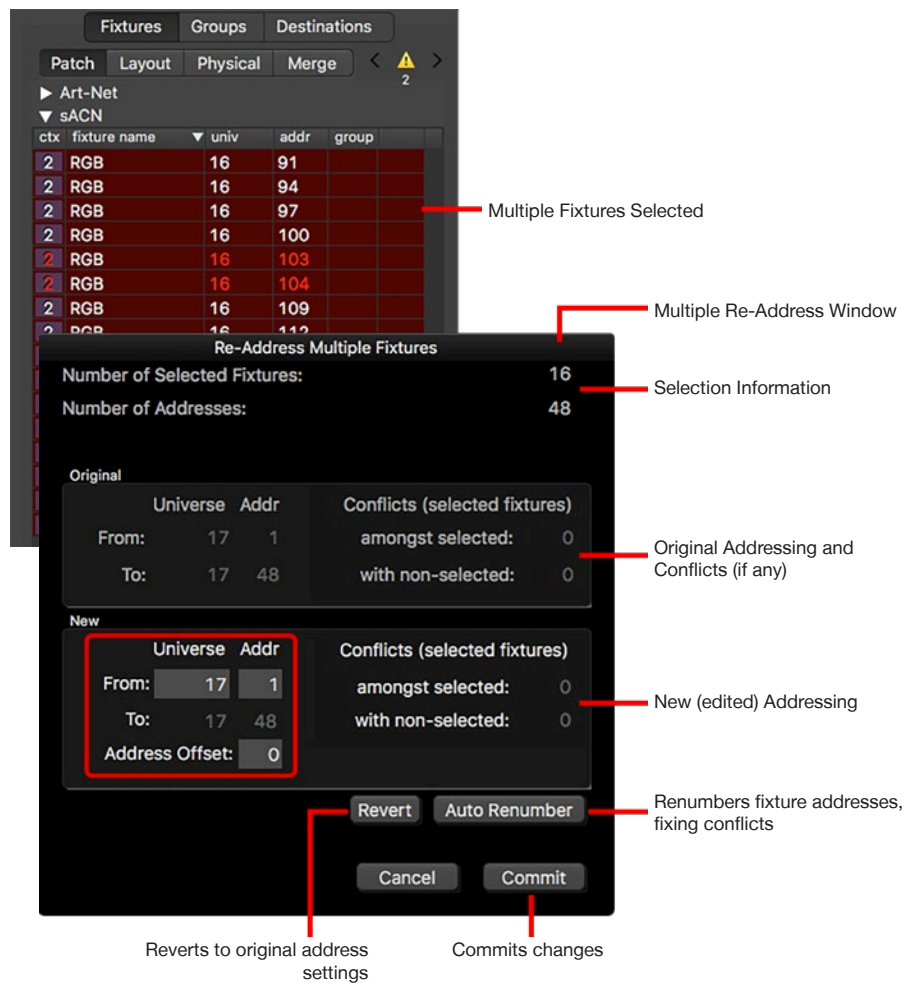 Fixtures Groups Destinations
Patch Layout Physical Merge < >
2
Art-Net
sACN
ctx fixture name univ addr group
2 RGB 16 91
2 RGB 16 94
2 RGB 16 97
Multiple Fixtures Selected
2 RGB 16 100
2 RGB 16 103
2 RGB 16 104
2 RGB 16 109
2 RGB 16 112
Multiple Re-Address Window
Re-Address Multiple Fixtures
Number of Selected Fixtures: 16
Selection Information
Number of Addresses: 48
Original
Universe Addr Conflicts (selected fixtures)
From: 17 1 amongst selected: 0
Original Addressing and
Conflicts (if any)
To: 17 48 with non-selected: 0
New
Universe Addr Conflicts (selected fixtures)
From: 17 1 amongst selected: 0
New (edited) Addressing
To: 17 48 with non-selected: 0
Address Offset: 0
Revert Auto Renumber
Renumbers fixture addresses,
fixing conflicts
Cancel Commit
Reverts to original address
settings
Commits changes